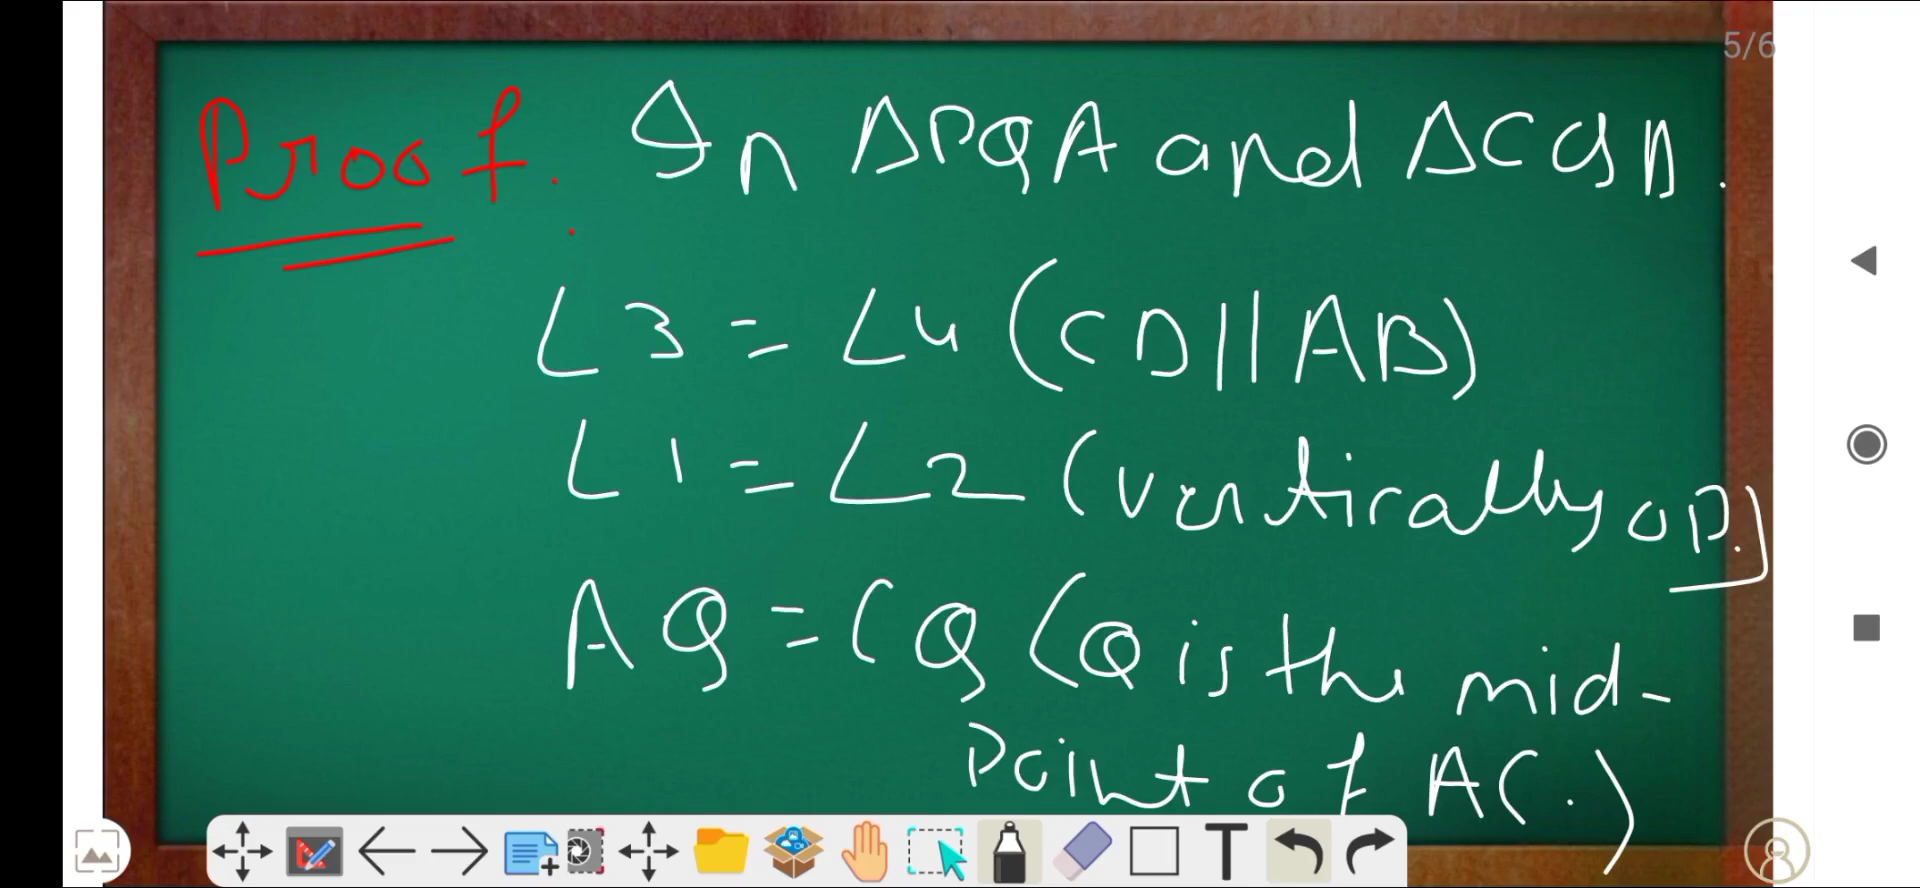 5/6
Proof. In ΔPQA and ΔCQD.
∠3 = ∠4 (CD||AB)
∠1 = ∠2 (vertically op.)
AQ = CQ (Q is the mid-
point of AC.)
T